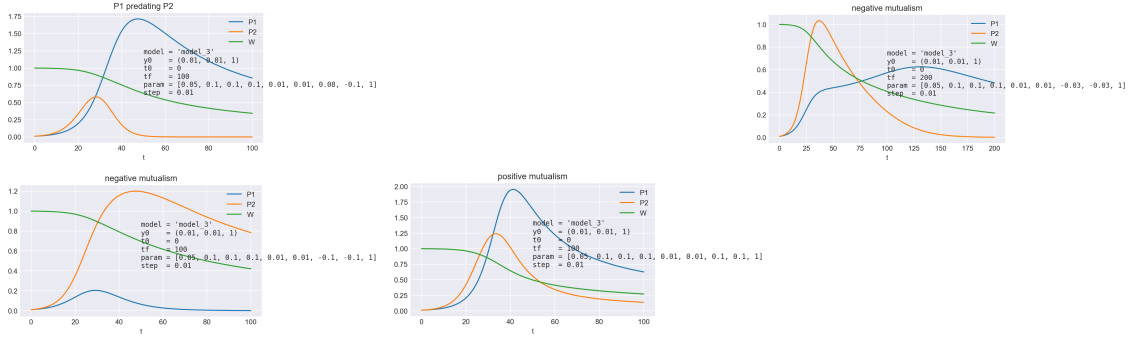 P1 predating P2
1.75
1.50
1.25
1.00
0.75
0.50
0.25
0.00
P1
P2
W
model = 'model_3'
y0 = (0.01, 0.01, 1)
t0 = 0
tf = 100
param = [0.05, 0.1, 0.1, 0.1, 0.01, 0.01, 0.08, -0.1, 1]
step = 0.01
0 20 40 60 80 100
t
negative mutualism
1.0
0.8
0.6
0.4
0.2
0.0
P1
P2
W
model = 'model_3'
y0 = (0.01, 0.01, 1)
t0 = 0
tf = 200
param = [0.05, 0.1, 0.1, 0.1, 0.01, 0.01, -0.03, -0.03, 1]
step = 0.01
0 25 50 75 100 125 150 175 200
t
negative mutualism
1.2
1.0
0.8
0.6
0.4
0.2
0.0
P1
P2
W
model = 'model_3'
y0 = (0.01, 0.01, 1)
t0 = 0
tf = 100
param = [0.05, 0.1, 0.1, 0.1, 0.01, 0.01, -0.1, -0.1, 1]
step = 0.01
0 20 40 60 80 100
t
positive mutualism
2.00
1.75
1.50
1.25
1.00
0.75
0.50
0.25
0.00
P1
P2
W
model = 'model_3'
y0 = (0.01, 0.01, 1)
t0 = 0
tf = 100
param = [0.05, 0.1, 0.1, 0.1, 0.01, 0.01, 0.1, 0.1, 1]
step = 0.01
0 20 40 60 80 100
t